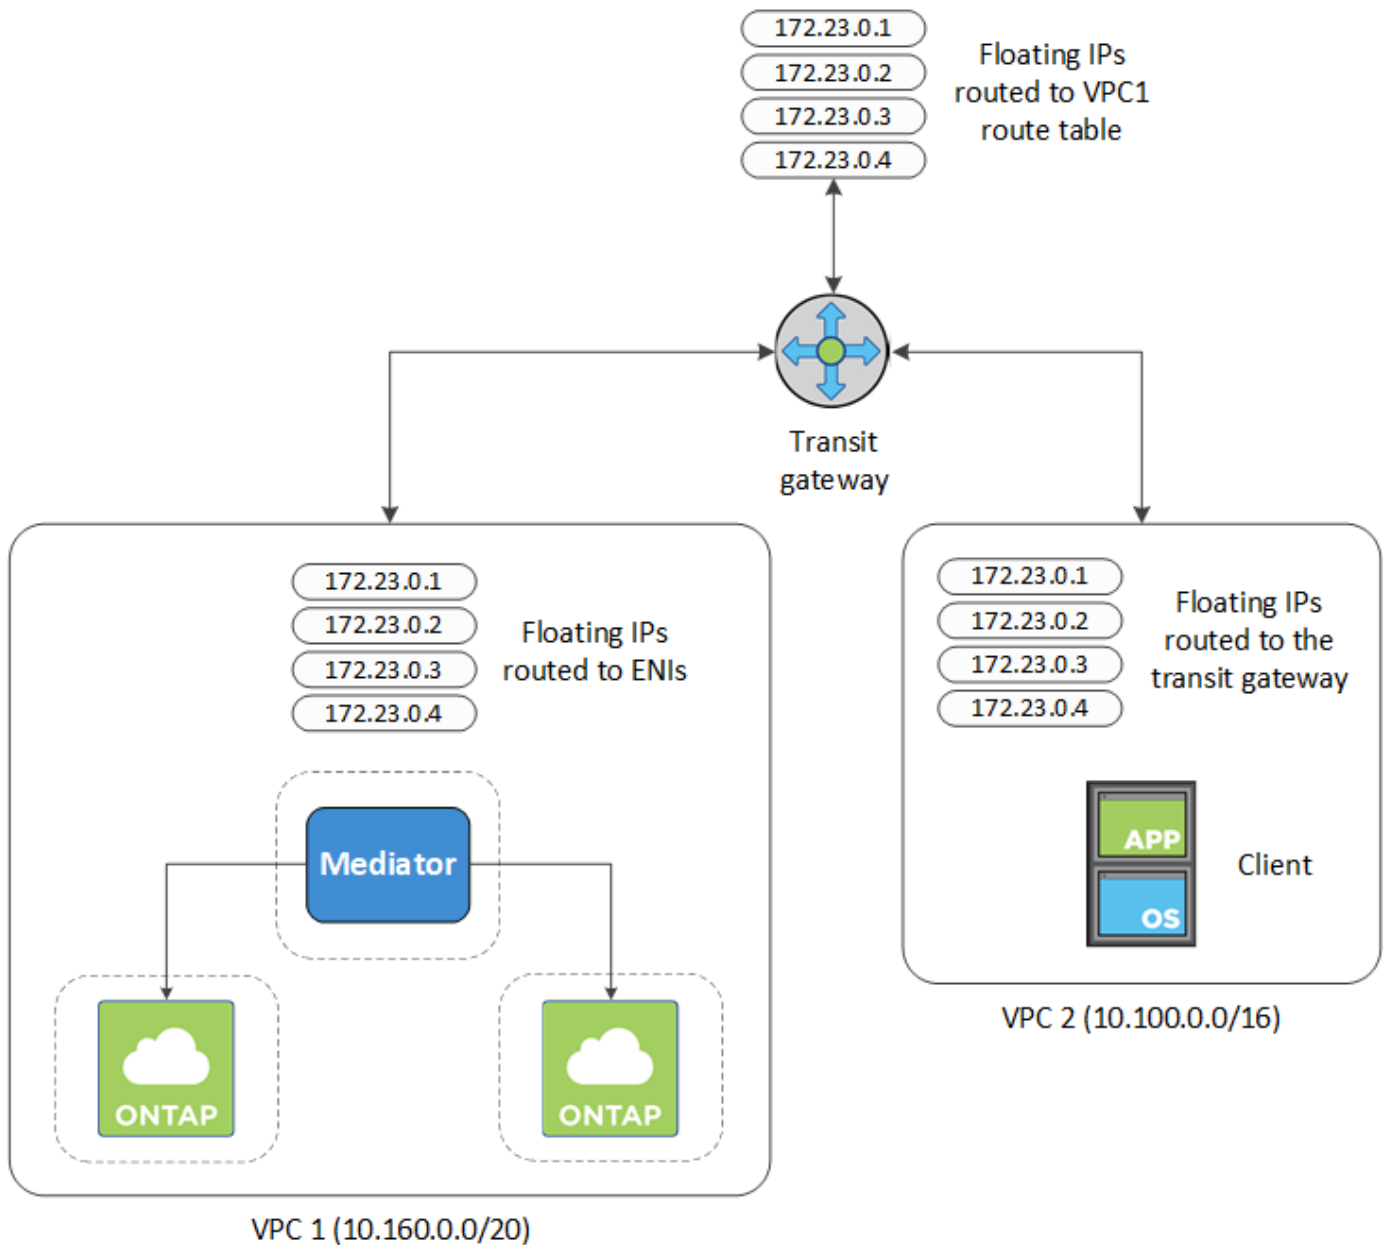 172.23.0.1
172.23.0.2
172.23.0.3
172.23.0.4
Floating IPs
routed to VPC1
route table
Transit
gateway
172.23.0.1
172.23.0.2
172.23.0.3
172.23.0.4
Floating IPs
routed to ENIs
Mediator
ONTAP
ONTAP
VPC 1 (10.160.0.0/20)
172.23.0.1
172.23.0.2
172.23.0.3
172.23.0.4
Floating IPs
routed to the
transit gateway
APP
OS
Client
VPC 2 (10.100.0.0/16)